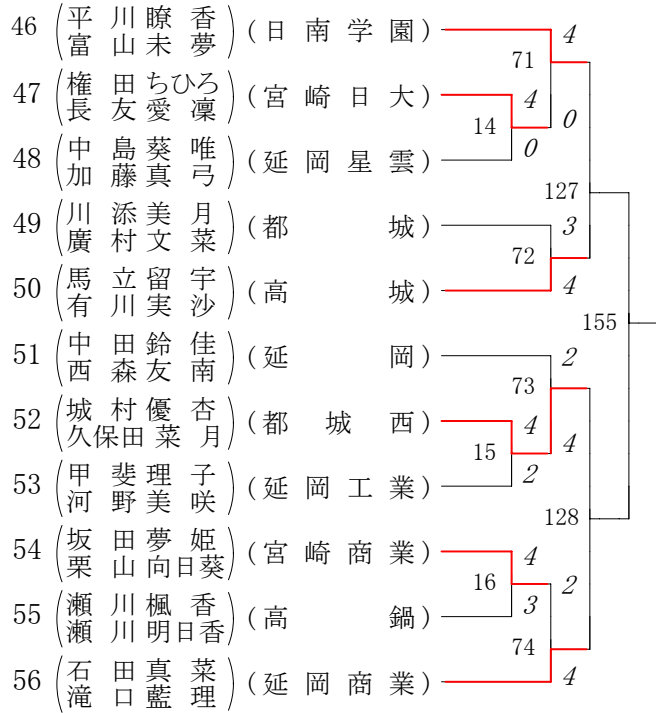 46 (平川瞭香 富山未夢) (日南学園) 4
71
47 (権田ちひろ 長友愛凜) (宮崎日大) 4 0
14
48 (中島葵唯 加藤真弓) (延岡星雲) 0
127
49 (川添美月 廣村文菜) (都城) 3
72
50 (馬立留宇 有川実沙) (高城) 4
155
51 (中田鈴佳 西森友南) (延岡) 2
73
52 (城村優杏 久保田菜月) (都城西) 4 4
15
53 (甲斐理子 河野美咲) (延岡工業) 2
128
54 (坂田夢姫 栗山向日葵) (宮崎商業) 4
16 2
55 (瀬川楓香 瀬川明日香) (高鍋) 3
74
56 (石田真菜 滝口藍理) (延岡商業) 4